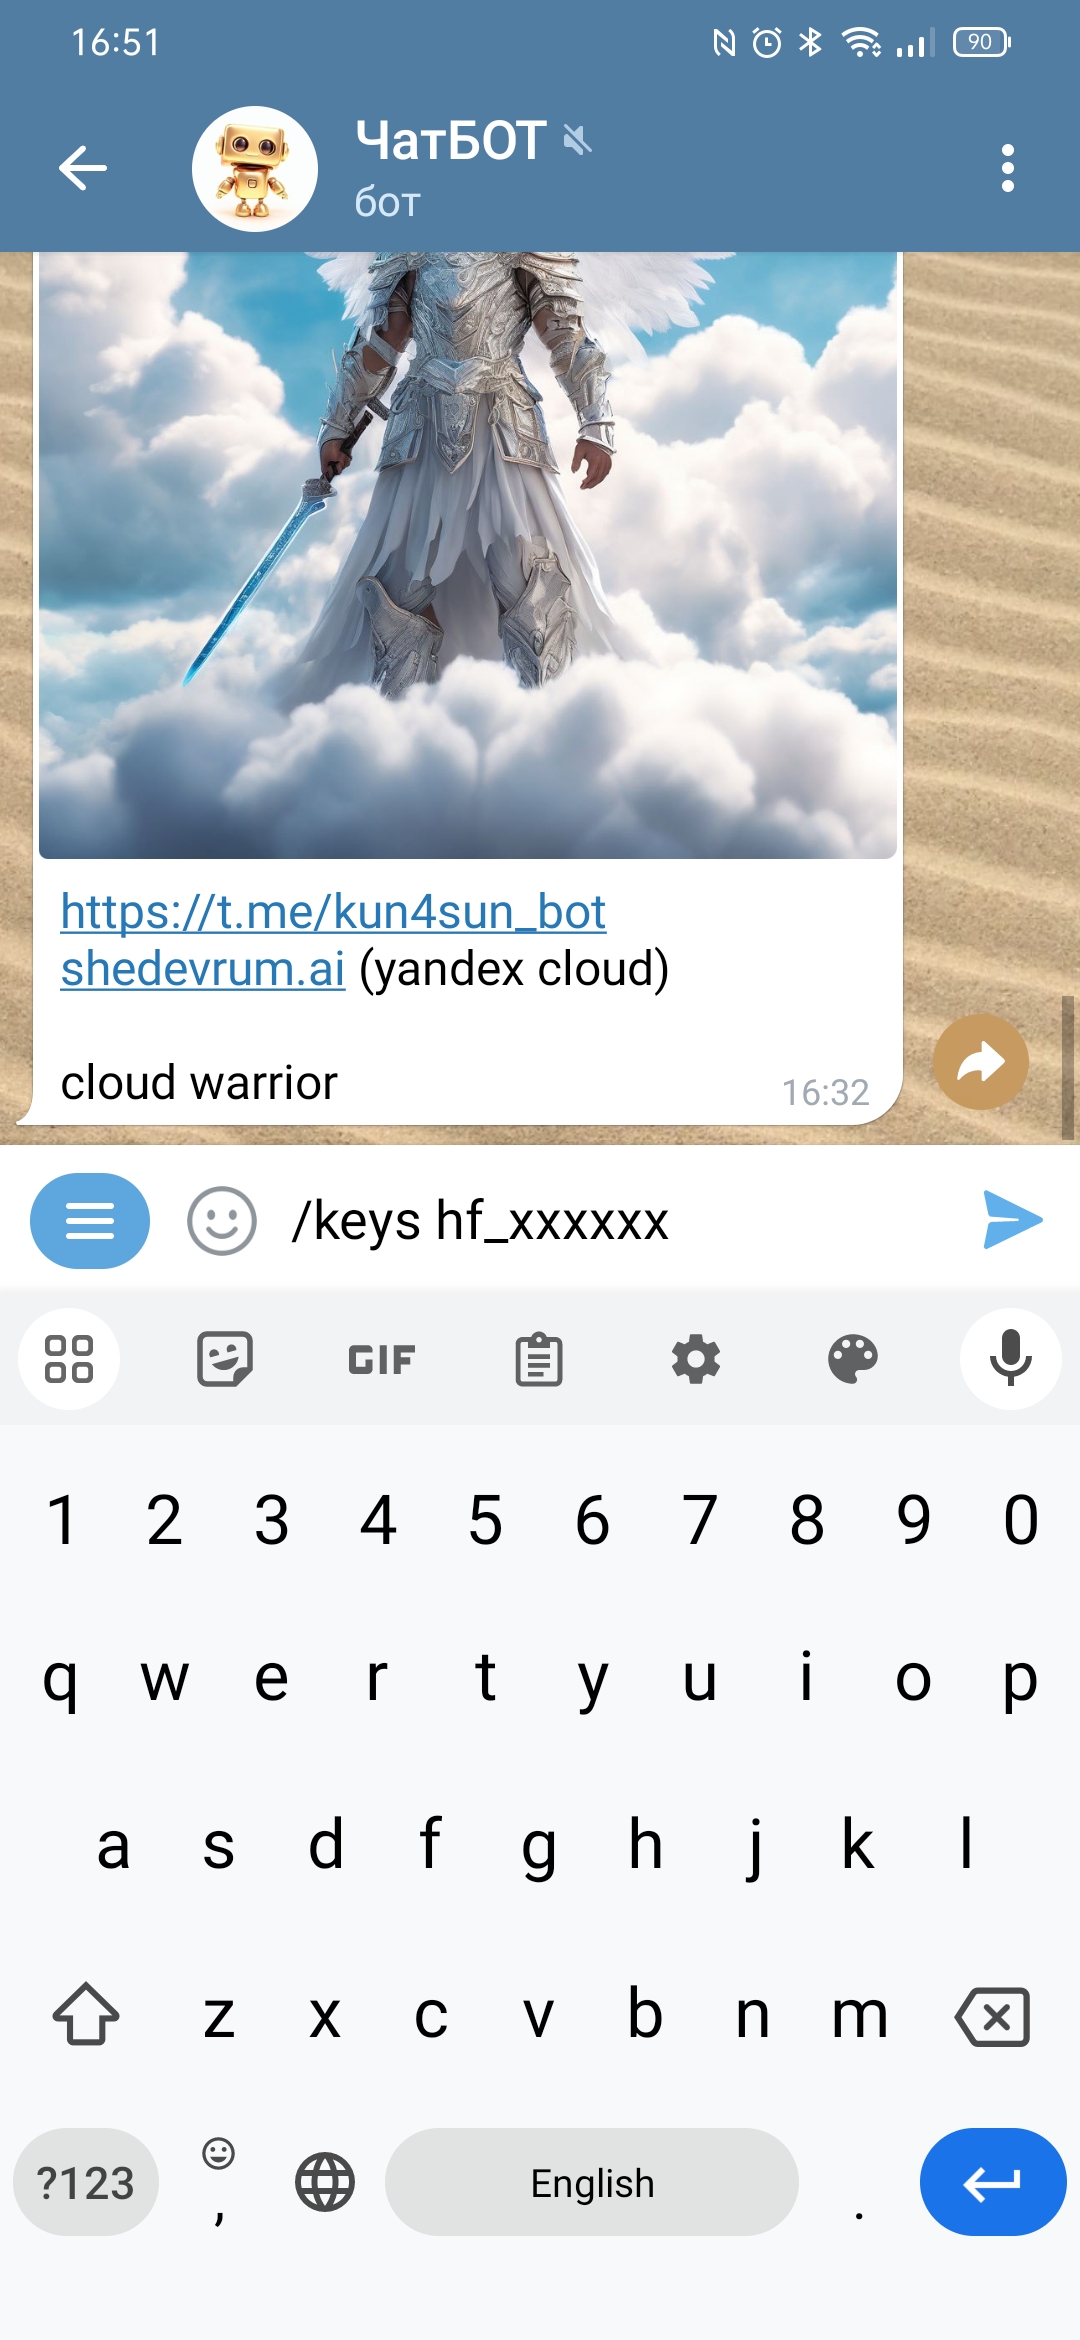 16:51
90
ЧатБОТ
бот
https://t.me/kun4sun_bot
shedevrum.ai (yandex cloud)
cloud warrior
16:32
/keys hf_xxxxxx
GIF
1 2 3 4 5 6 7 8 9 0
q w e r t y u i o p
a s d f g h j k l
z x c v b n m
?123 , English .